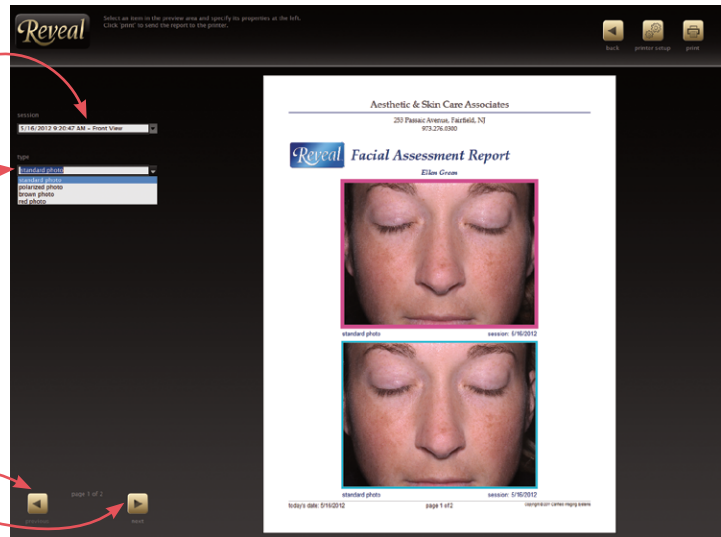 Reveal
Select an item in the preview area and specify its properties at the left.
Click 'print' to send the report to the printer.
back
printer setup
print
session
5/16/2012 9:20:47 AM - Front View
type
standard photo
standard photo
polarized photo
brown photo
red photo
page 1 of 2
previous
next
Aesthetic & Skin Care Associates
253 Passaic Avenue, Fairfield, NJ
973.276.0300
Reveal Facial Assessment Report
Ellen Green
standard photo session: 5/16/2012
standard photo session: 5/16/2012
today's date: 5/16/2012 page 1 of 2